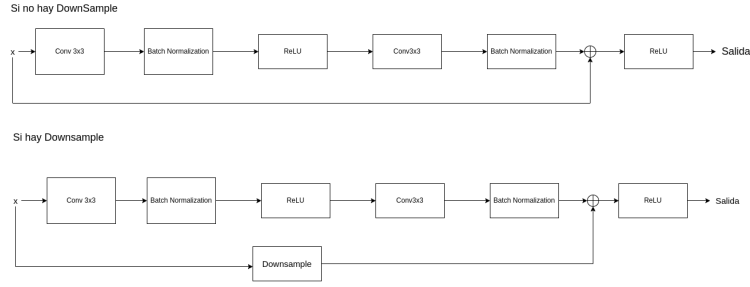 Si no hay DownSample
x
Conv 3x3
Batch Normalization
ReLU
Conv3x3
Batch Normalization
ReLU
Salida
Si hay Downsample
x
Conv 3x3
Batch Normalization
ReLU
Conv3x3
Batch Normalization
ReLU
Salida
Downsample